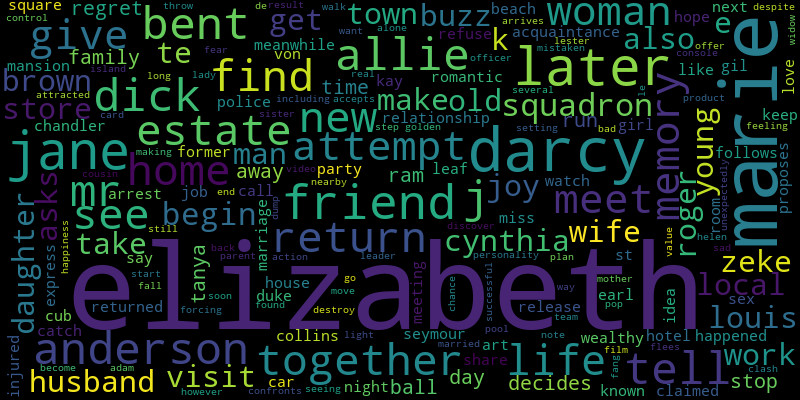 square regret throw de result walk beach arrives next despite
control town buzz woman e hope widow
give bent get acquaintance
family te meanwhile k also refuse officer
mansion von allie mistaken lester console
brown long lady find time kay romantic later offer like gil love
attracted island fear real want alone
store dick police makeold several product marie
card including accepts squadron memory keep
chandler sister relationship run girl
estate new step golden setting bad feeling
jane former man attempt darcy young
making video leaf follows
cousin home away party ram unexpectedly
asks mr arrest nearby joy watch meet room proposes
job end call friend j roger
daughter see begin miss wife helen
still dump discover value sad
happiness take back return cynthia personality plan st zeke
express say parent action leader tanya marriage meeting mother local
start fall soon house chance successful way earl idea sex
returned go duke found elizabeth release pop louis
cub forcing move destroy pool team known
catch collins light seymour note wealthy hotel happened
injured anderson together married art life film flees tell work
become adam car share fang clash
husband visit night ball day decides woman claimed stop
however confronts seeing